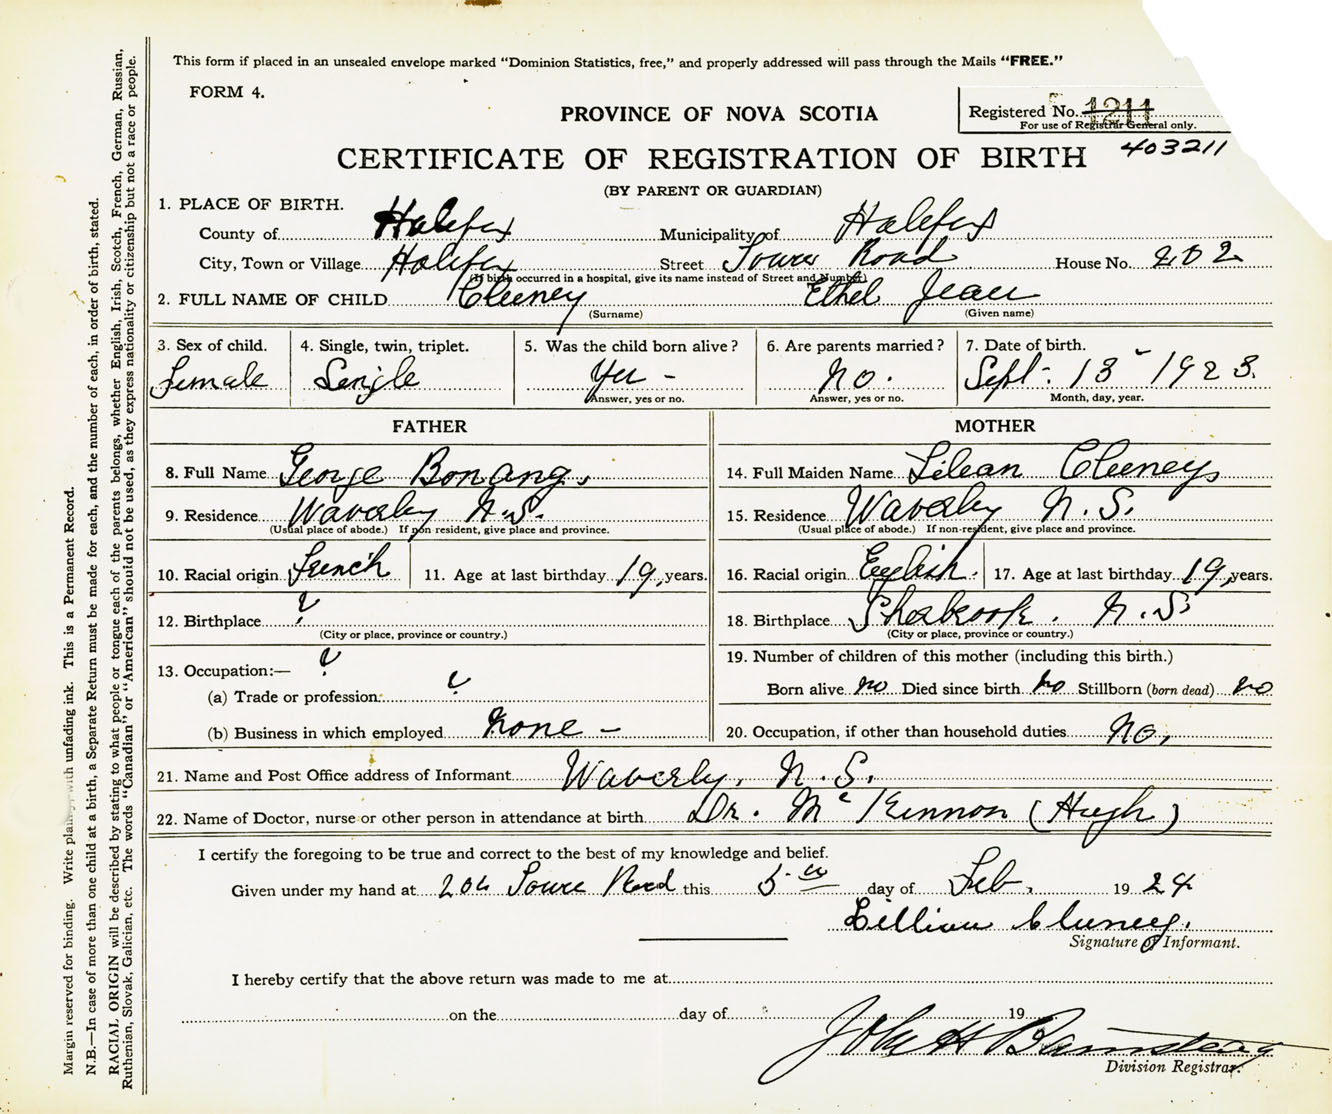 This form if placed in an unsealed envelope marked “Dominion Statistics, free,” and properly addressed will pass through the Mails “FREE.”
FORM 4.
PROVINCE OF NOVA SCOTIA
Registered No. 1211
For use of Registrar General only.
CERTIFICATE OF REGISTRATION OF BIRTH 403211
(BY PARENT OR GUARDIAN)
1. PLACE OF BIRTH.
County of Halifax Municipality of Halifax
City, Town or Village Halifax Street Tower Road House No. 202
(If birth occurred in a hospital, give its name instead of Street and Number)
2. FULL NAME OF CHILD Cluney Ethel Jean
(Surname) (Given name)
3. Sex of child. 4. Single, twin, triplet. 5. Was the child born alive? 6. Are parents married? 7. Date of birth.
female Single Yes - No. Sept. 13 - 1923.
Answer, yes or no. Answer, yes or no. Month, day, year.
FATHER
8. Full Name George Bonang,
9. Residence Waverly N.S.
(Usual place of abode.) If non resident, give place and province.
10. Racial origin French 11. Age at last birthday 19, years.
12. Birthplace ?
(City or place, province or country.)
13. Occupation:— ?
(a) Trade or profession: ?
(b) Business in which employed None -
MOTHER
14. Full Maiden Name Lilean Cluney,
15. Residence Waverly N. S.
(Usual place of abode.) If non-resident, give place and province.
16. Racial origin English. 17. Age at last birthday 19, years.
18. Birthplace Sherbrook. N.S
(City or place, province or country.)
19. Number of children of this mother (including this birth.)
Born alive no Died since birth No Stillborn (born dead) no
20. Occupation, if other than household duties No,
21. Name and Post Office address of Informant Waverly, N. S.
22. Name of Doctor, nurse or other person in attendance at birth Dr. Mc Kinnon (Hugh)
I certify the foregoing to be true and correct to the best of my knowledge and belief.
Given under my hand at Tower Road this 5 th day of Feb, 19 24
Lillian Cluney.
Signature of Informant.
I hereby certify that the above return was made to me at
on the day of 19
John H
Division Registrar.
Margin reserved for binding. Write plainly with unfading ink. This is a Permanent Record.
N.B.—In case of more than one child at a birth, a Separate Return must be made for each, and the number of each, in order of birth, stated.
RACIAL ORIGIN will be described by stating to what people or tongue each of the parents belongs, whether English, Irish, Scotch, French, German, Russian,
Ruthenian, Slovak, Galician, etc. The words “Canadian” or “American” should not be used, as they express nationality or citizenship but not a race or people.